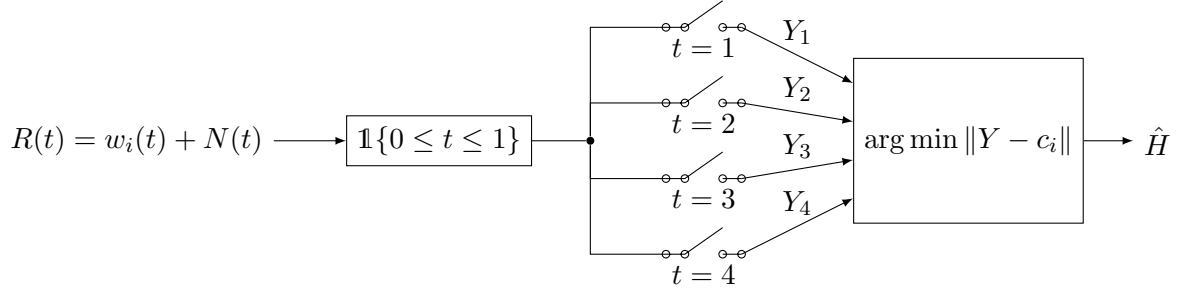 R(t) = w_i(t) + N(t)
𝟙{0 ≤ t ≤ 1}
t = 1
t = 2
t = 3
t = 4
Y_1
Y_2
Y_3
Y_4
arg min ‖Y − c_i‖
Ĥ